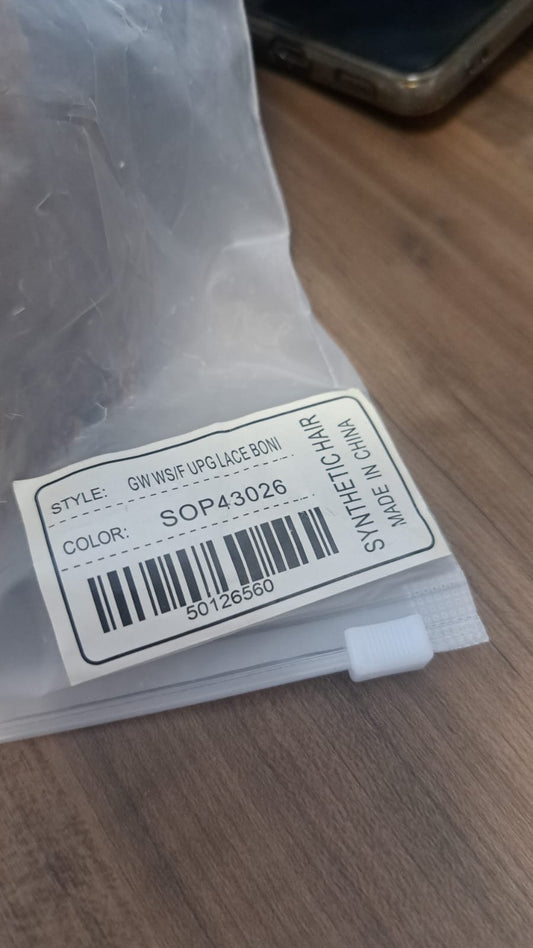 STYLE: GW WS/F UPG LACE BONI
COLOR: SOP43026
50126560
SYNTHETIC HAIR
MADE IN CHINA